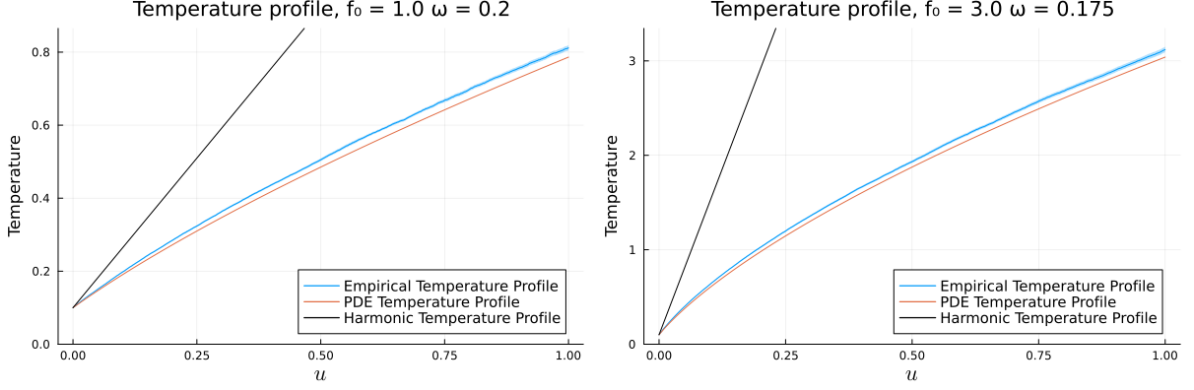 Temperature profile, f₀ = 1.0 ω = 0.2
Temperature
0.8
0.6
0.4
0.2
0.0
0.00 0.25 0.50 0.75 1.00
u
Empirical Temperature Profile
PDE Temperature Profile
Harmonic Temperature Profile
Temperature profile, f₀ = 3.0 ω = 0.175
Temperature
3
2
1
0
0.00 0.25 0.50 0.75 1.00
u
Empirical Temperature Profile
PDE Temperature Profile
Harmonic Temperature Profile